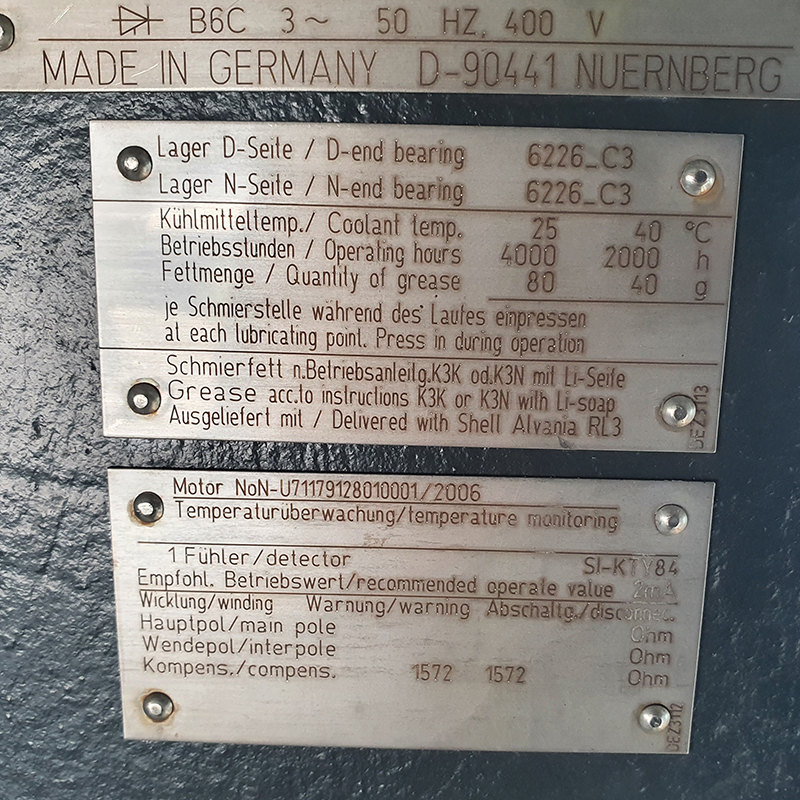 B6C 3~ 50 HZ, 400 V
MADE IN GERMANY D-90441 NUERNBERG
Lager D-Seite / D-end bearing 6226_C3
Lager N-Seite / N-end bearing 6226_C3
Kühlmitteltemp./ Coolant temp. 25 40 °C
Betriebsstunden / Operating hours 4000 2000 h
Fettmenge / Quantity of grease 80 40 g
je Schmierstelle während des Laufes einpressen
at each lubricating point. Press in during operation
Schmierfett n.Betriebsanleitg.K3K od.K3N mit Li-Seife
Grease acc.to instructions K3K or K3N with Li-soap
Ausgeliefert mit / Delivered with Shell Alvania RL3
DEZ3113
Motor NoN-U71179128010001/2006
Temperaturüberwachung/temperature monitoring
1 Fühler/detector SI-KTY84
Empfohl. Betriebswert/recommended operate value 2mA
Wicklung/winding Warnung/warning Abschaltg./disconnec.
Hauptpol/main pole Ohm
Wendepol/interpole Ohm
Kompens./compens. 1572 1572 Ohm
DEZ3112